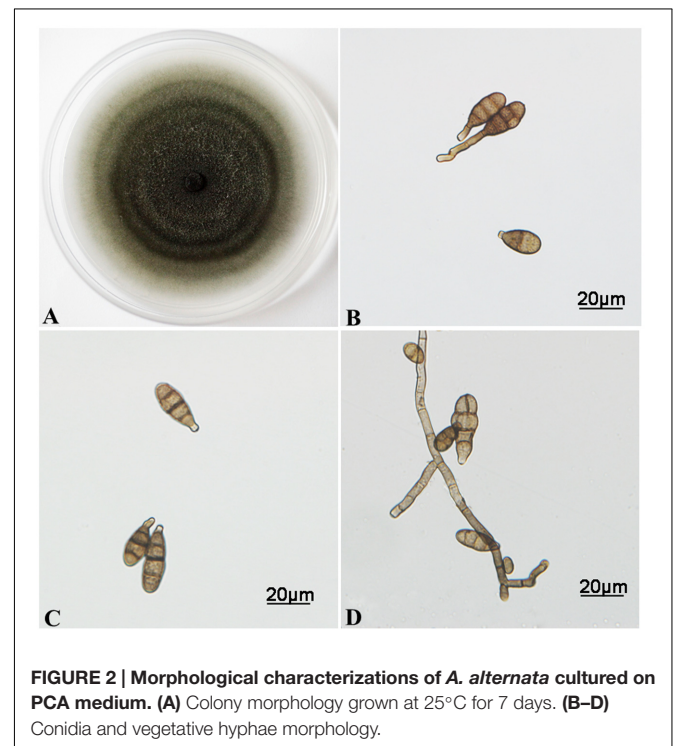 A
B
20µm
C
20µm
D
20µm
FIGURE 2 | Morphological characterizations of A. alternata cultured on
PCA medium. (A) Colony morphology grown at 25°C for 7 days. (B–D)
Conidia and vegetative hyphae morphology.